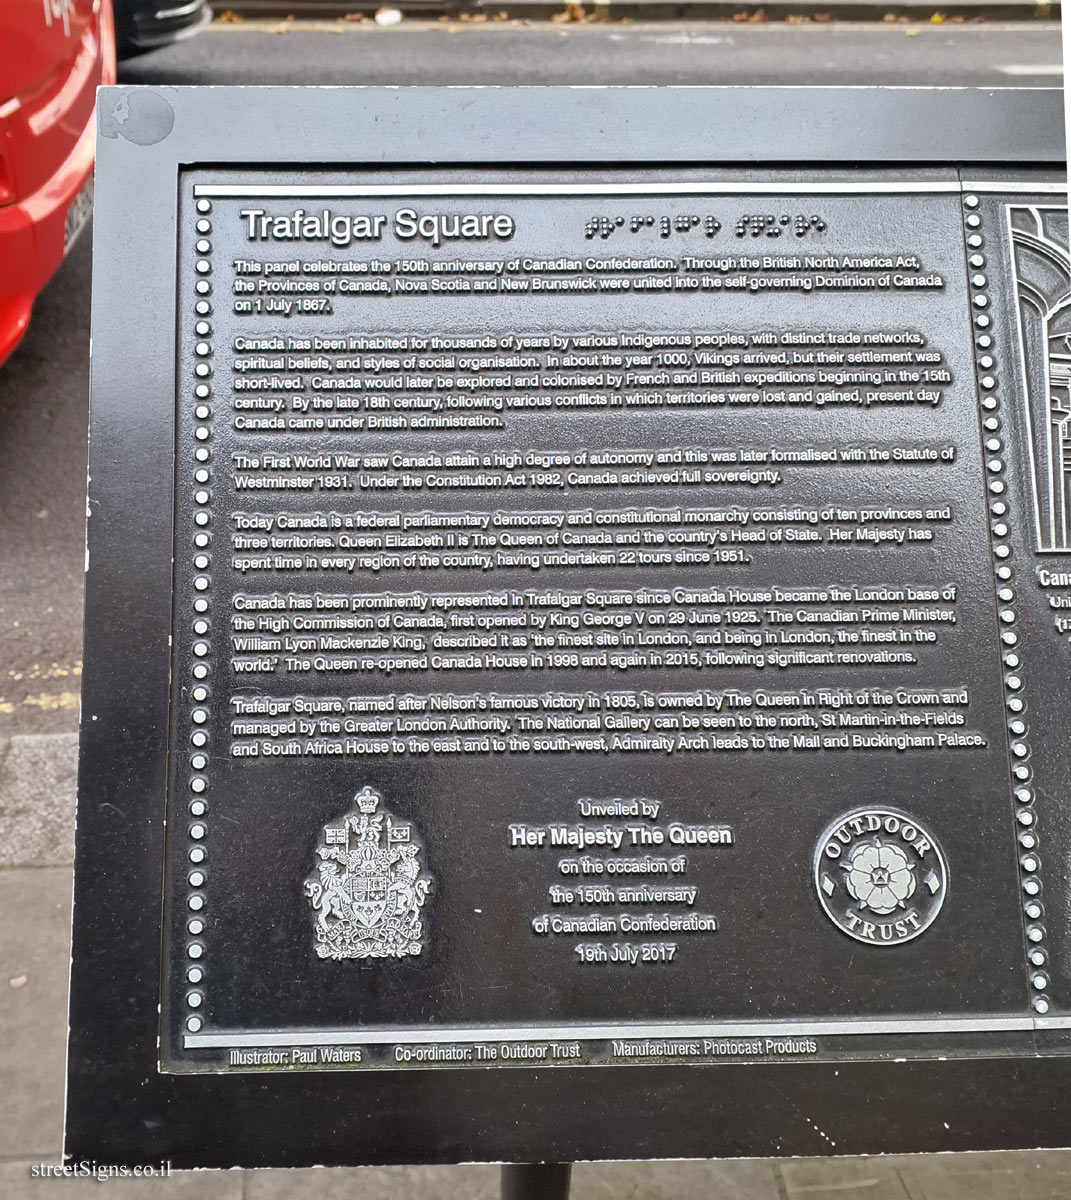 Trafalgar Square
This panel celebrates the 150th anniversary of Canadian Confederation. Through the British North America Act,
the Provinces of Canada, Nova Scotia and New Brunswick were united into the self-governing Dominion of Canada
on 1 July 1867.
Canada has been inhabited for thousands of years by various Indigenous peoples, with distinct trade networks,
spiritual beliefs, and styles of social organisation. In about the year 1000, Vikings arrived, but their settlement was
short-lived. Canada would later be explored and colonised by French and British expeditions beginning in the 15th
century. By the late 18th century, following various conflicts in which territories were lost and gained, present day
Canada came under British administration.
The First World War saw Canada attain a high degree of autonomy and this was later formalised with the Statute of
Westminster 1931. Under the Constitution Act 1982, Canada achieved full sovereignty.
Today Canada is a federal parliamentary democracy and constitutional monarchy consisting of ten provinces and
three territories. Queen Elizabeth II is The Queen of Canada and the country's Head of State. Her Majesty has
spent time in every region of the country, having undertaken 22 tours since 1951.
Canada has been prominently represented in Trafalgar Square since Canada House became the London base of
the High Commission of Canada, first opened by King George V on 29 June 1925. The Canadian Prime Minister,
William Lyon Mackenzie King, described it as 'the finest site in London, and being in London, the finest in the
world.' The Queen re-opened Canada House in 1998 and again in 2015, following significant renovations.
Trafalgar Square, named after Nelson's famous victory in 1805, is owned by The Queen in Right of the Crown and
managed by the Greater London Authority. The National Gallery can be seen to the north, St Martin-in-the-Fields
and South Africa House to the east and to the south-west, Admiralty Arch leads to the Mall and Buckingham Palace.
Unveiled by
Her Majesty The Queen
on the occasion of
the 150th anniversary
of Canadian Confederation
19th July 2017
OUTDOOR
TRUST
Illustrator: Paul Waters Co-ordinator: The Outdoor Trust Manufacturers: Photocast Products
Cana
streetSigns.co.il